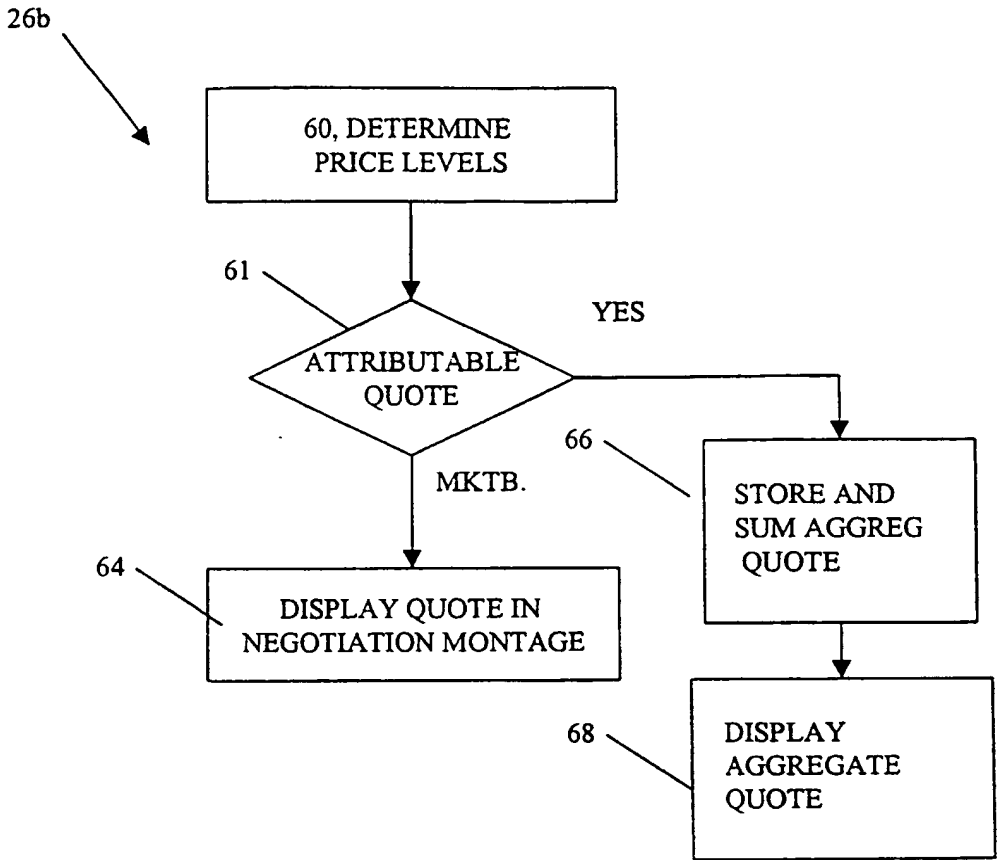 26b
60, DETERMINE
PRICE LEVELS
61
YES
ATTRIBUTABLE
QUOTE
MKTB.
66
STORE AND
SUM AGGREG
QUOTE
64
DISPLAY QUOTE IN
NEGOTIATION MONTAGE
68
DISPLAY
AGGREGATE
QUOTE